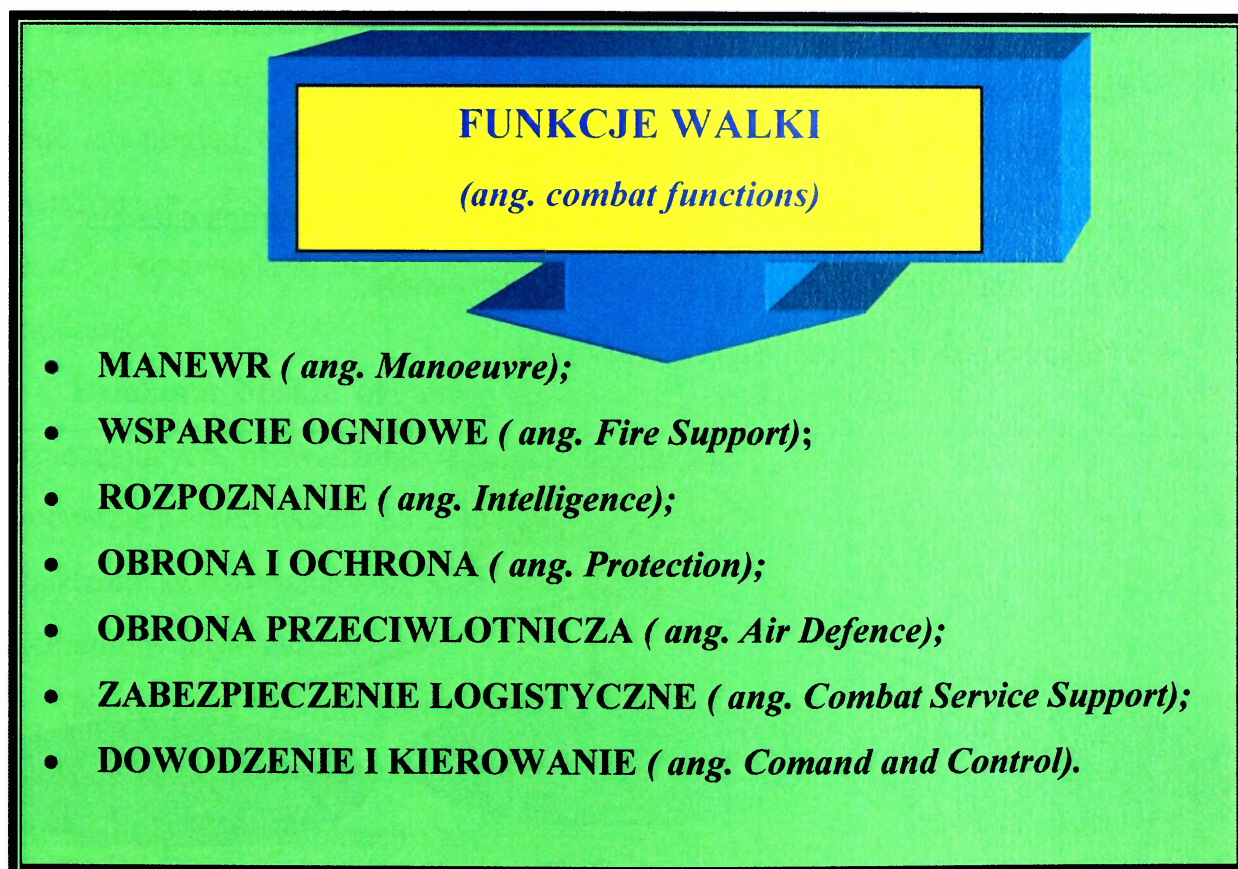 FUNKCJE WALKI
(ang. combat functions)
• MANEWR ( ang. Manoeuvre);
• WSPARCIE OGNIOWE ( ang. Fire Support);
• ROZPOZNANIE ( ang. Intelligence);
• OBRONA I OCHRONA ( ang. Protection);
• OBRONA PRZECIWLOTNICZA ( ang. Air Defence);
• ZABEZPIECZENIE LOGISTYCZNE ( ang. Combat Service Support);
• DOWODZENIE I KIEROWANIE ( ang. Comand and Control).